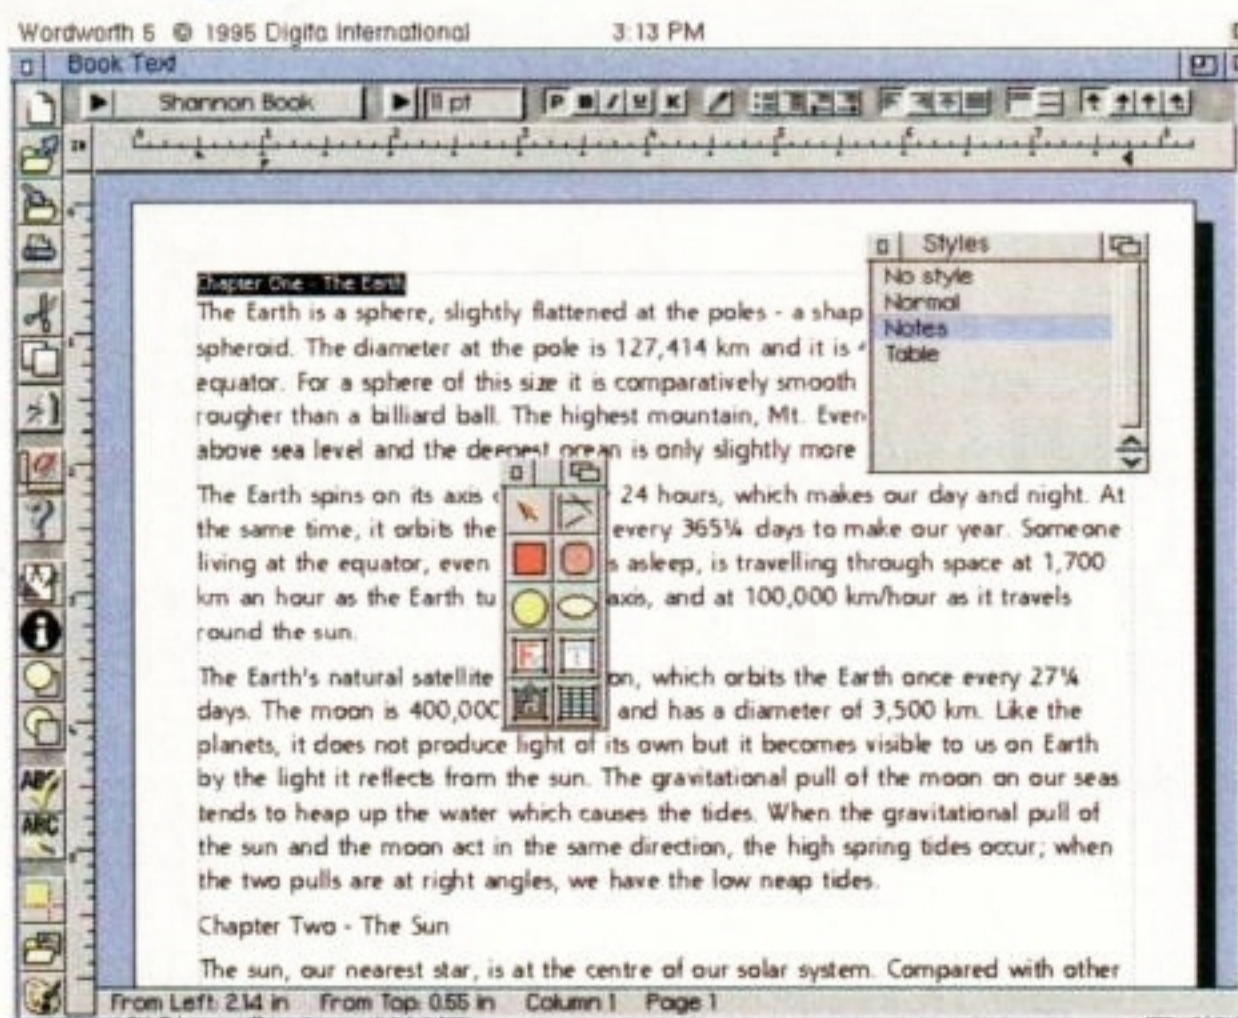 Wordworth 5 © 1995 Digita International 3:13 PM
Book Text
Shannon Book 11 pt P B I U K
Styles
No style
Normal
Notes
Table
Chapter One - The Earth
The Earth is a sphere, slightly flattened at the poles - a shap
spheroid. The diameter at the pole is 127,414 km and it is
equator. For a sphere of this size it is comparatively smooth
rougher than a billiard ball. The highest mountain, Mt. Ever
above sea level and the deepest ocean is only slightly more
The Earth spins on its axis 24 hours, which makes our day and night. At
the same time, it orbits the every 365¼ days to make our year. Someone
living at the equator, even s asleep, is travelling through space at 1,700
km an hour as the Earth tu axis, and at 100,000 km/hour as it travels
round the sun.
The Earth's natural satellite on, which orbits the Earth once every 27¼
days. The moon is 400,000 and has a diameter of 3,500 km. Like the
planets, it does not produce light of its own but it becomes visible to us on Earth
by the light it reflects from the sun. The gravitational pull of the moon on our seas
tends to heap up the water which causes the tides. When the gravitational pull of
the sun and the moon act in the same direction, the high spring tides occur; when
the two pulls are at right angles, we have the low neap tides.
Chapter Two - The Sun
The sun, our nearest star, is at the centre of our solar system. Compared with other
From Left: 2.14 in From Top: 0.55 in Column 1 Page 1